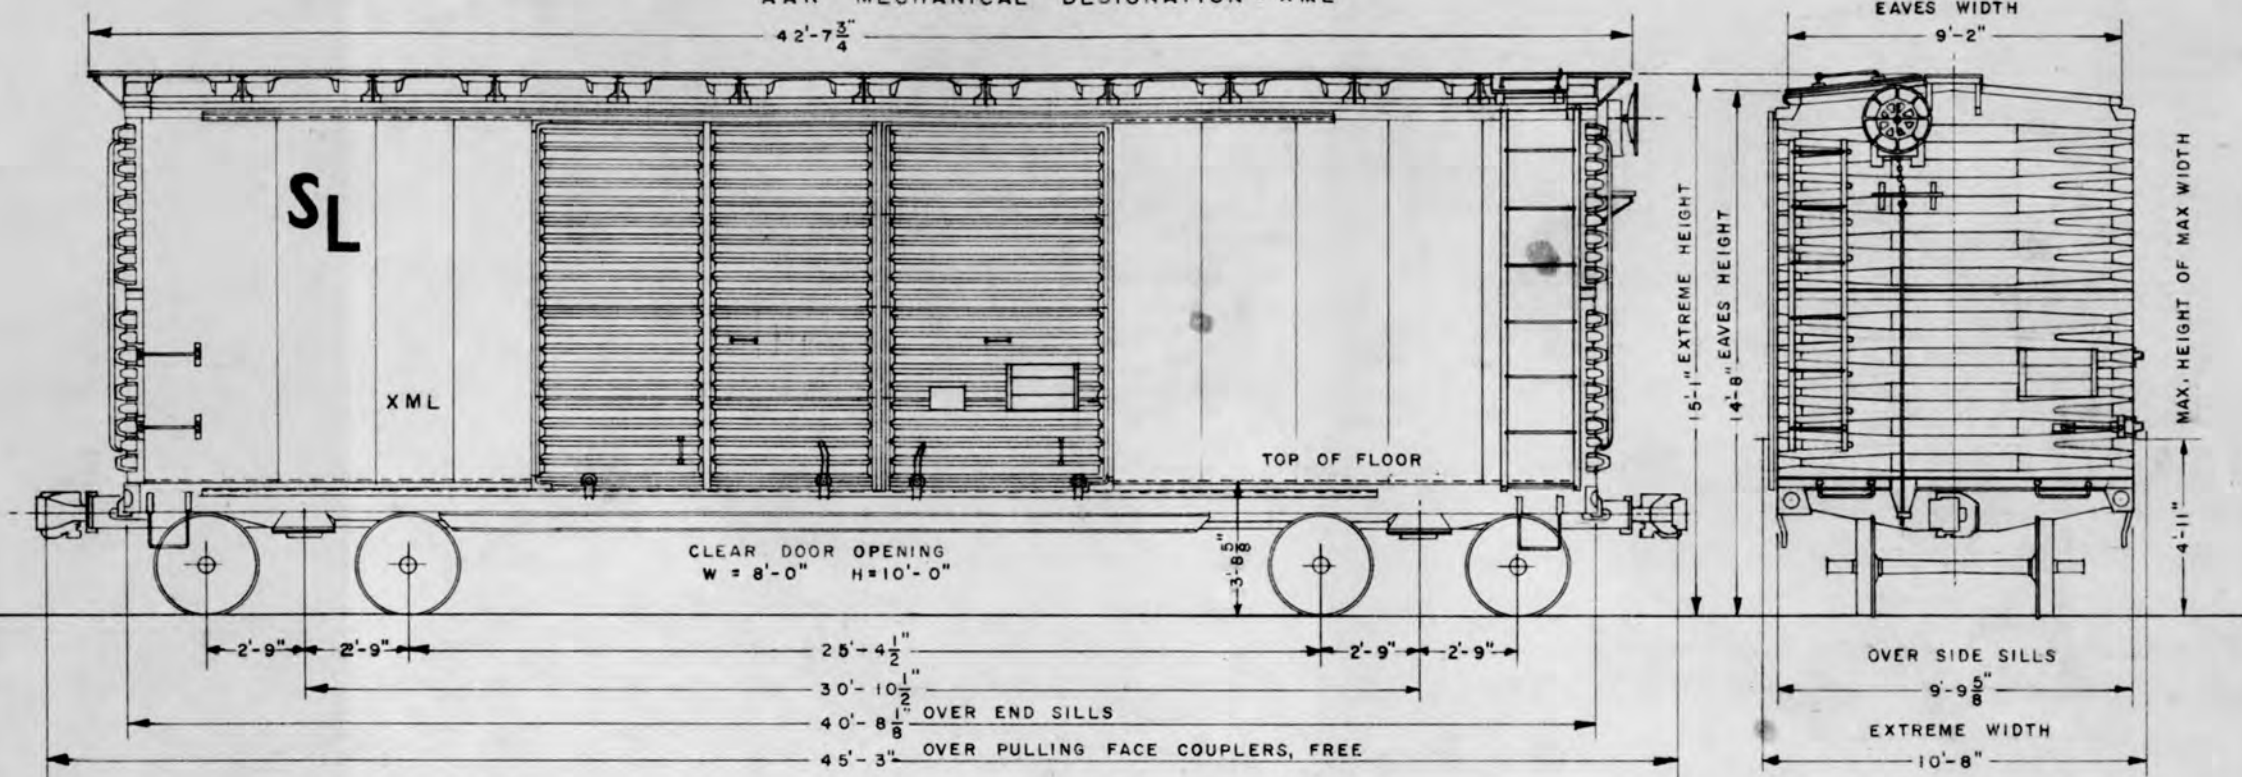 AAR MECHANICAL DESIGNATION XML
42'-7 3/4"
EAVES WIDTH
9'-2"
SL
XML
TOP OF FLOOR
15'-1" EXTREME HEIGHT
14'-8" EAVES HEIGHT
MAX. HEIGHT OF MAX WIDTH
4'-11"
CLEAR DOOR OPENING
W = 8'-0" H=10'-0"
3'-8 5/8"
2'-9" 2'-9" 25'-4 1/2" 2'-9" 2'-9"
30'-10 1/2"
40'-8 1/8" OVER END SILLS
45'-3" OVER PULLING FACE COUPLERS, FREE
OVER SIDE SILLS
9'-9 5/8"
EXTREME WIDTH
10'-8"